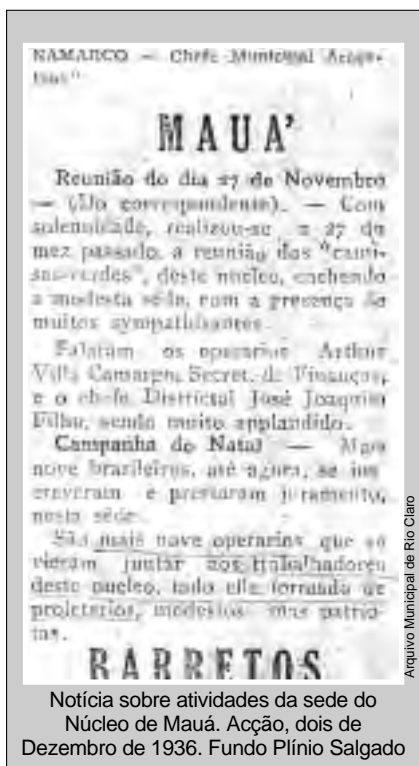 NAMARCO — Chefe Municipal
MAUA'
Reunião do dia 27 de Novembro
— (Do correspondente). — Com
solennidade, realizou-se a 27 do
mez passado, a reunião dos "cami-
sas-verdes", deste nucleo, enchendo
a modesta séde, com a presença de
muitos sympathisantes.
Falaram os operarios Arthur
Villa Camargo, Secret. de Finanças,
e o chefe Districtal José Joaquim
Filho, sendo muito applaudido.
Campanha do Natal — Mais
nove brasileiros, até agora, se ins
creveram e prestaram juramento,
nesta séde.
São mais nove operarios que se
vieram juntar aos trabalhadores
deste nucleo, todo elle formado de
proletarios, modestos mas patrio-
tas.
BARRETOS
Arquivo Municipal de Rio Claro
Notícia sobre atividades da sede do
Núcleo de Mauá. Acção, dois de
Dezembro de 1936. Fundo Plínio Salgado